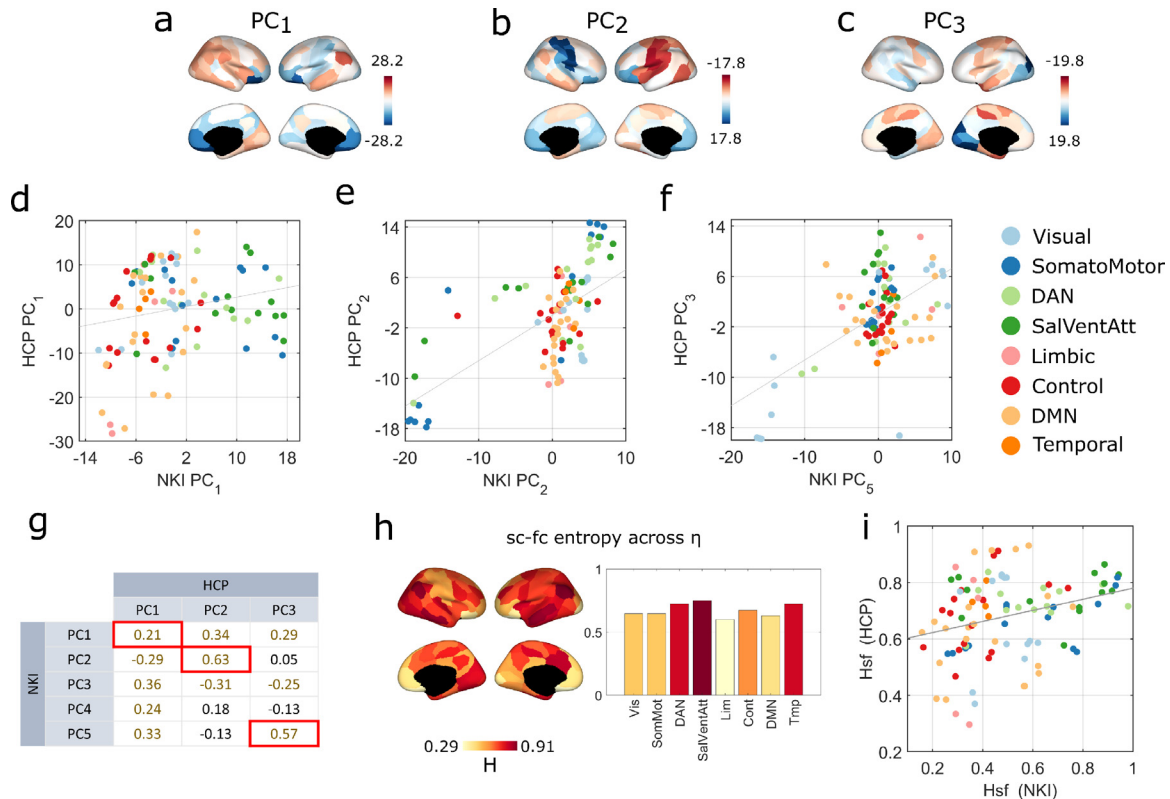 a PC1
28.2
-28.2
b PC2
-17.8
17.8
c PC3
-19.8
19.8
d
HCP PC1
20
10
0
-10
-20
-30
-14 -6 2 10 18
NKI PC1
e
HCP PC2
14
6
-2
-10
-18
-20 -10 0 10
NKI PC2
f
HCP PC3
14
6
-2
-10
-18
-20 -10 0 10
NKI PC5
Visual
SomatoMotor
DAN
SalVentAtt
Limbic
Control
DMN
Temporal
g
HCP
PC1 PC2 PC3
NKI
PC1 0.21 0.34 0.29
PC2 -0.29 0.63 0.05
PC3 0.36 -0.31 -0.25
PC4 0.24 0.18 -0.13
PC5 0.33 -0.13 0.57
h
sc-fc entropy across η
0.29 0.91
H
1
0.5
0
Vis SomMot DAN SalVentAtt Lim Cont DMN Tmp
i
Hsf (HCP)
1
0.8
0.6
0.4
0.2
0.2 0.4 0.6 0.8 1
Hsf (NKI)